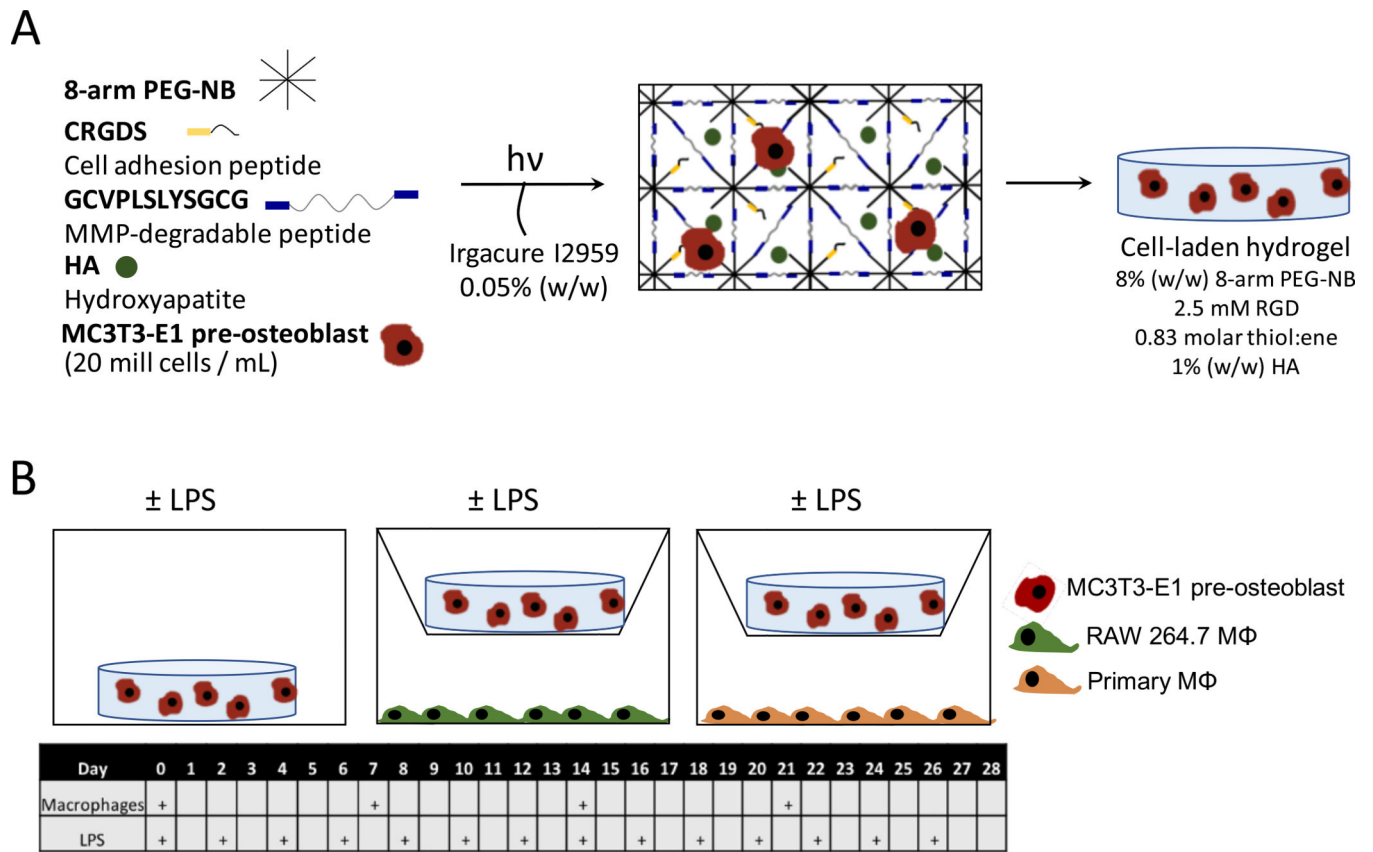 A
8-arm PEG-NB
CRGDS
Cell adhesion peptide
GCVPLSLYSGCG
MMP-degradable peptide
HA
Hydroxyapatite
MC3T3-E1 pre-osteoblast
(20 mill cells / mL)
hν
Irgacure I2959
0.05% (w/w)
Cell-laden hydrogel
8% (w/w) 8-arm PEG-NB
2.5 mM RGD
0.83 molar thiol:ene
1% (w/w) HA
B
± LPS
± LPS
± LPS
MC3T3-E1 pre-osteoblast
RAW 264.7 MΦ
Primary MΦ
Day 0 1 2 3 4 5 6 7 8 9 10 11 12 13 14 15 16 17 18 19 20 21 22 23 24 25 26 27 28
Macrophages + + + +
LPS + + + + + + + + + + + + + +